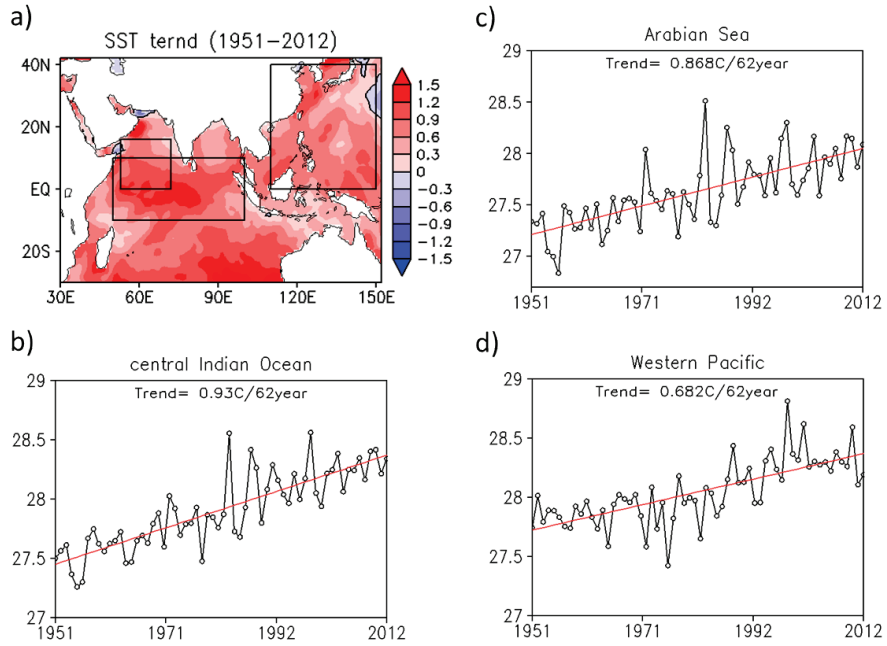 a)
SST ternd (1951−2012)
40N
20N
EQ
20S
30E
60E
90E
120E
150E
1.5
1.2
0.9
0.6
0.3
0
−0.3
−0.6
−0.9
−1.2
−1.5
c)
Arabian Sea
Trend= 0.868C/62year
29
28.5
28
27.5
27
1951
1971
1992
2012
b)
central Indian Ocean
Trend= 0.93C/62year
29
28.5
28
27.5
27
1951
1971
1992
2012
d)
Western Pacific
Trend= 0.682C/62year
29
28.5
28
27.5
27
1951
1971
1992
2012